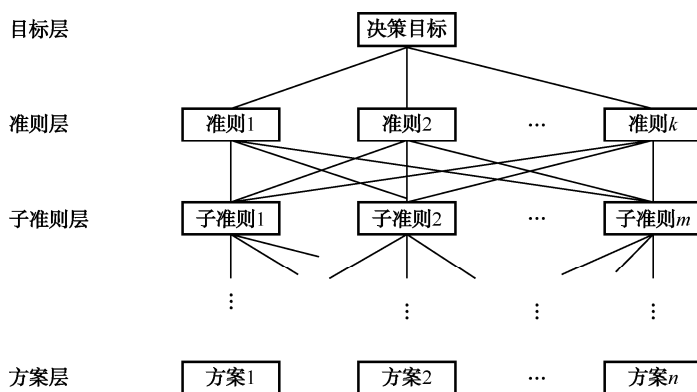 目标层 决策目标
准则层 准则1 准则2 … 准则k
子准则层 子准则1 子准则2 … 子准则m
⋮ ⋮ ⋮ ⋮
方案层 方案1 方案2 … 方案n